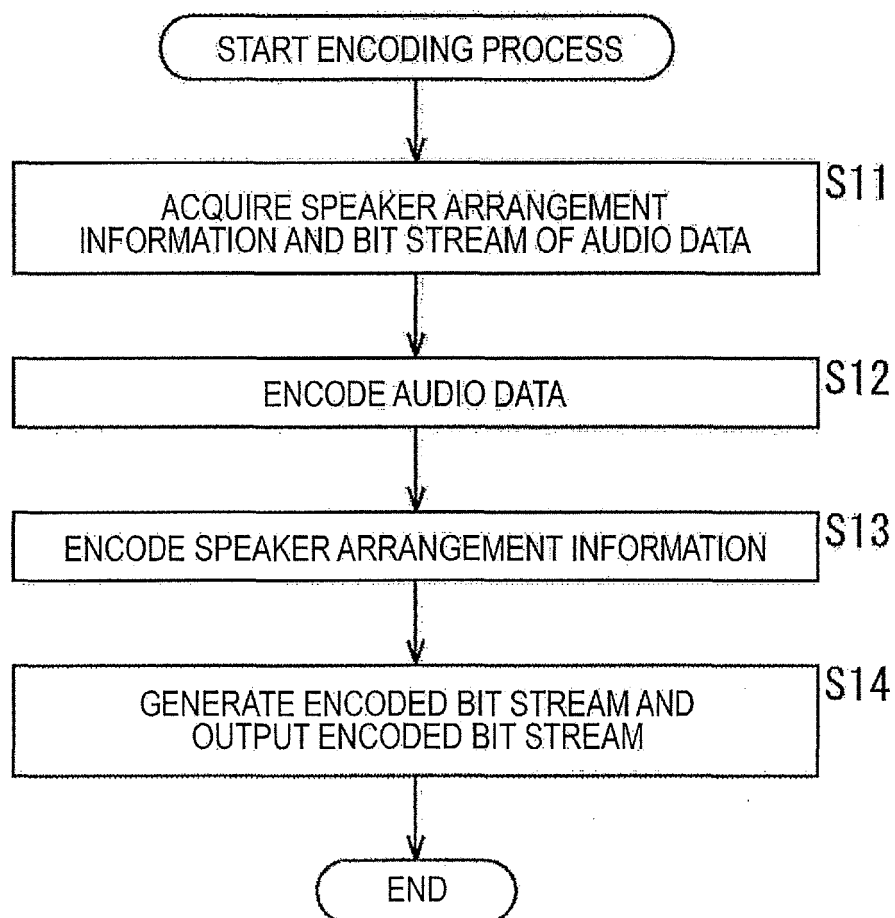 START ENCODING PROCESS
S11
ACQUIRE SPEAKER ARRANGEMENT
INFORMATION AND BIT STREAM OF AUDIO DATA
S12
ENCODE AUDIO DATA
S13
ENCODE SPEAKER ARRANGEMENT INFORMATION
S14
GENERATE ENCODED BIT STREAM AND
OUTPUT ENCODED BIT STREAM
END